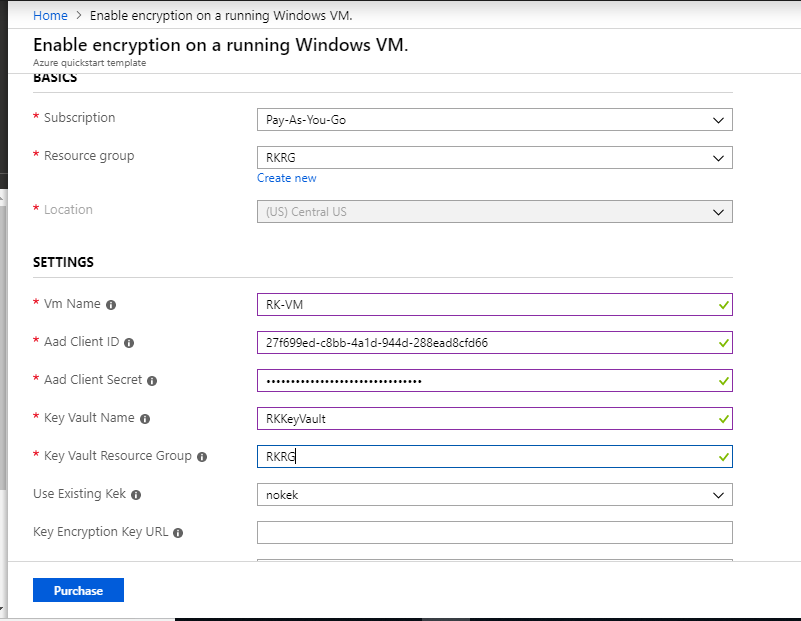 Home > Enable encryption on a running Windows VM.
Enable encryption on a running Windows VM.
Azure quickstart template
BASICS
* Subscription
Pay-As-You-Go
* Resource group
RKRG
Create new
* Location
(US) Central US
SETTINGS
* Vm Name
RK-VM
* Aad Client ID
27f699ed-c8bb-4a1d-944d-288ead8cfd66
* Aad Client Secret
••••••••••••••••••••••••••••••••
* Key Vault Name
RKKeyVault
* Key Vault Resource Group
RKRG
Use Existing Kek
nokek
Key Encryption Key URL
Purchase